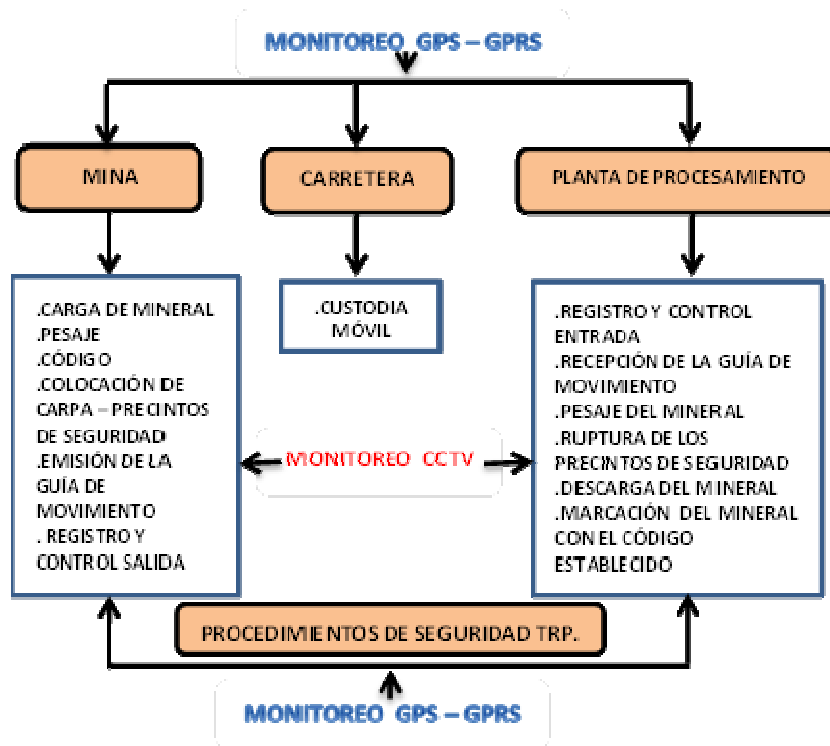 MONITOREO GPS – GPRS
MINA
CARRETERA
PLANTA DE PROCESAMIENTO
.CARGA DE MINERAL
.PESAJE
.CÓDIGO
.COLOCACIÓN DE
CARPA – PRECINTOS
DE SEGURIDAD
.EMISIÓN DE LA
GUÍA DE
MOVIMIENTO
. REGISTRO Y
CONTROL SALIDA
.CUSTODIA
MÓVIL
.REGISTRO Y CONTROL
ENTRADA
.RECEPCIÓN DE LA GUÍA DE
MOVIMIENTO
.PESAJE DEL MINERAL
.RUPTURA DE LOS
PRECINTOS DE SEGURIDAD
.DESCARGA DEL MINERAL
.MARCACIÓN DEL MINERAL
CON EL CÓDIGO
ESTABLECIDO
MONITOREO CCTV
PROCEDIMIENTOS DE SEGURIDAD TRP.
MONITOREO GPS – GPRS